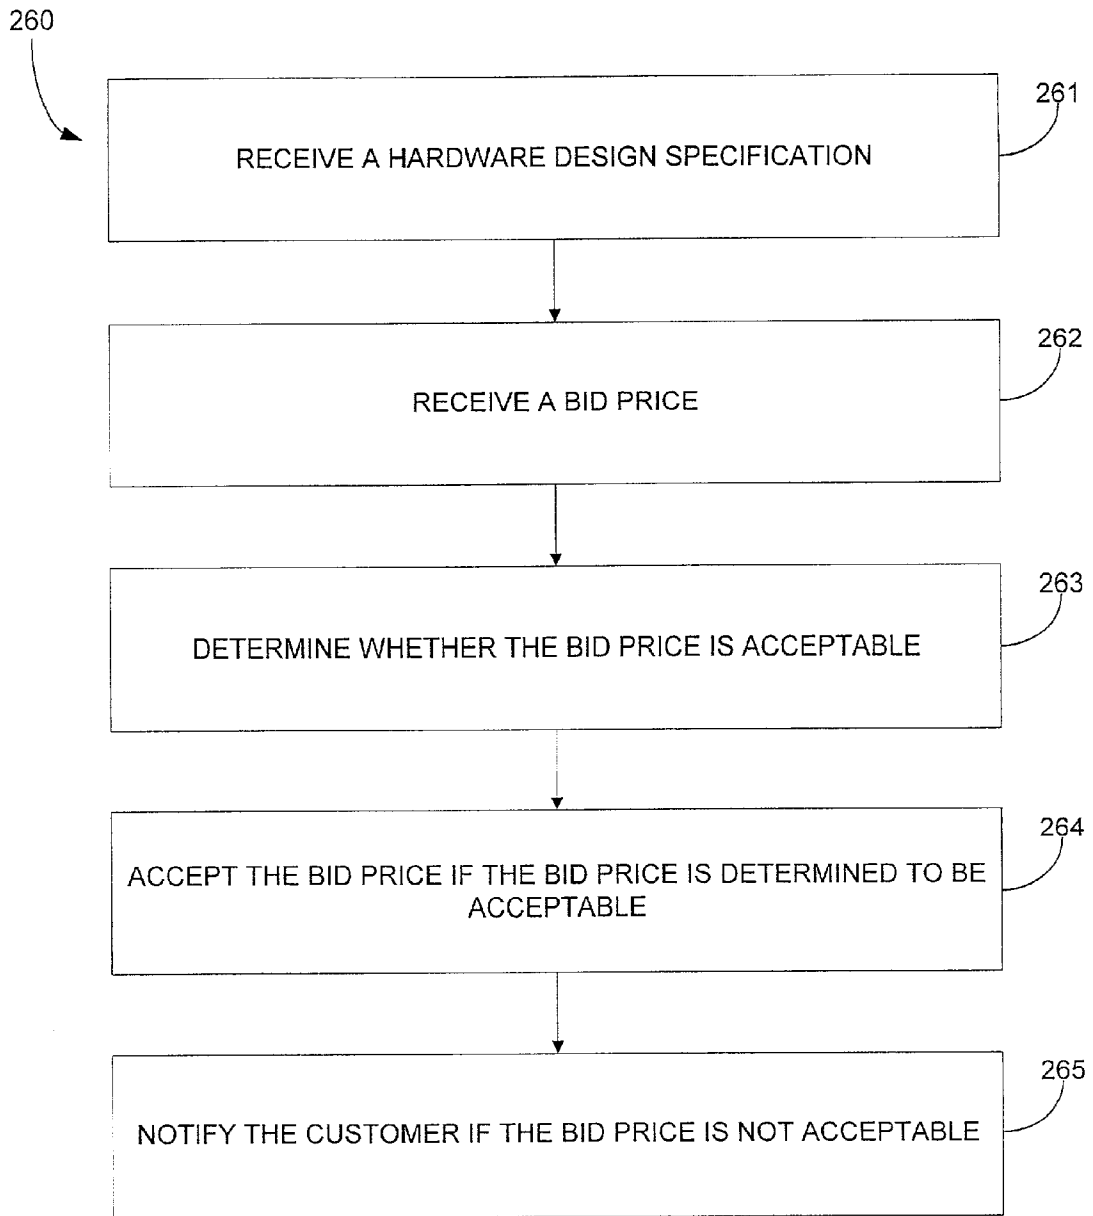 260
261
RECEIVE A HARDWARE DESIGN SPECIFICATION
262
RECEIVE A BID PRICE
263
DETERMINE WHETHER THE BID PRICE IS ACCEPTABLE
264
ACCEPT THE BID PRICE IF THE BID PRICE IS DETERMINED TO BE
ACCEPTABLE
265
NOTIFY THE CUSTOMER IF THE BID PRICE IS NOT ACCEPTABLE